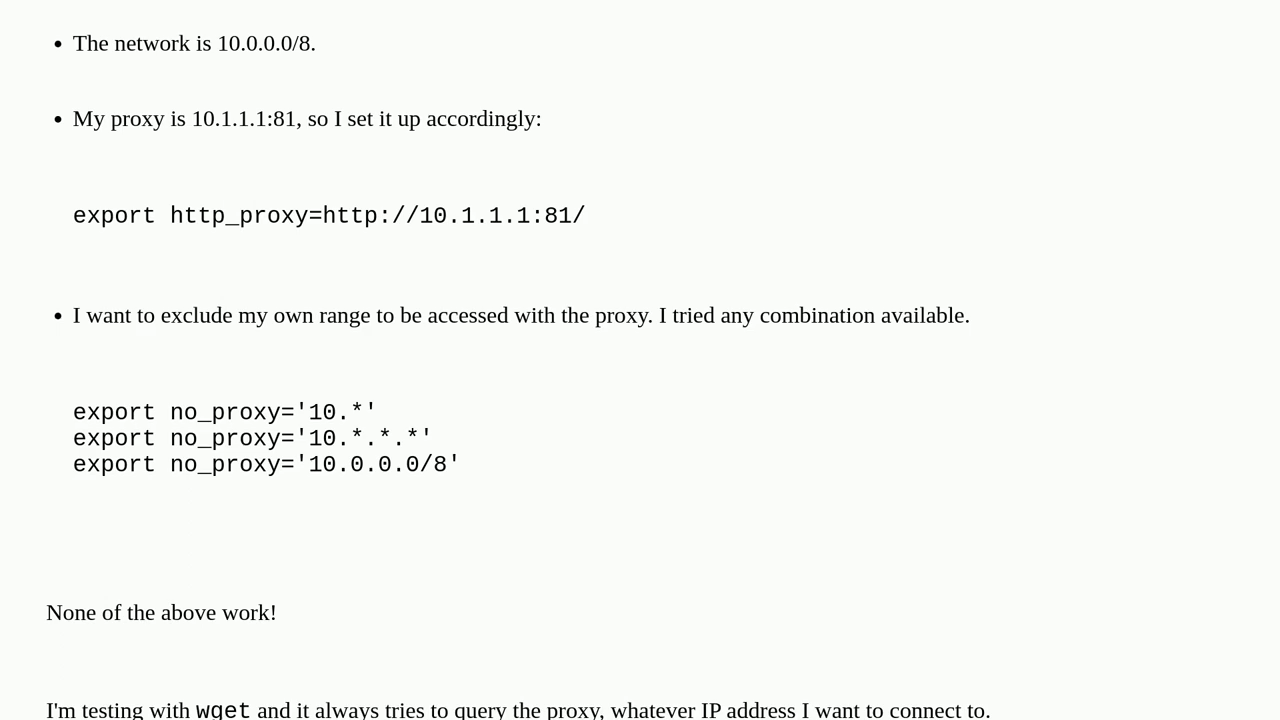 • The network is 10.0.0.0/8.
• My proxy is 10.1.1.1:81, so I set it up accordingly:
export http_proxy=http://10.1.1.1:81/
• I want to exclude my own range to be accessed with the proxy. I tried any combination available.
export no_proxy='10.*'
export no_proxy='10.*.*.*'
export no_proxy='10.0.0.0/8'
None of the above work!
I'm testing with wget and it always tries to query the proxy, whatever IP address I want to connect to.